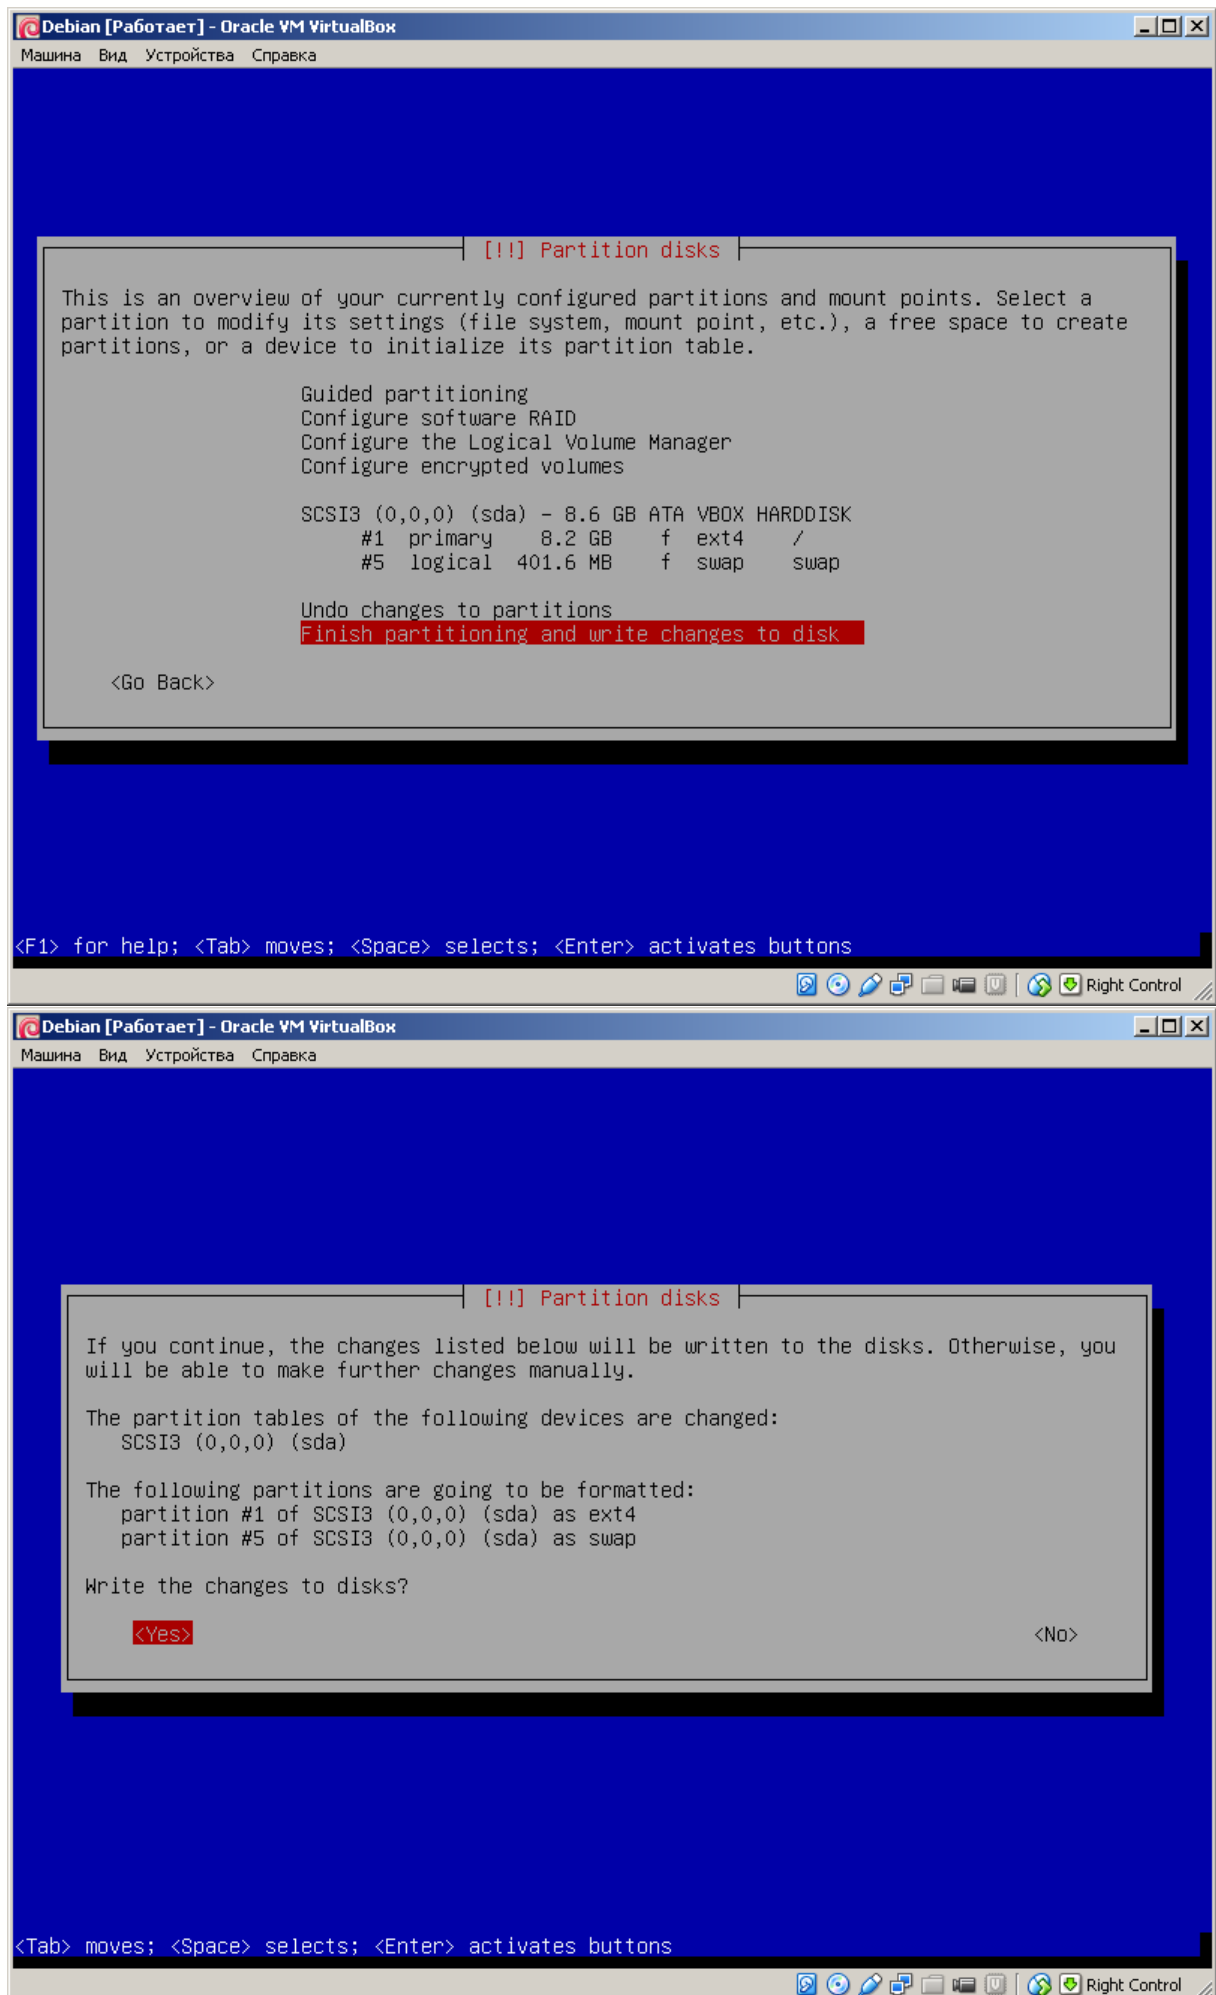 Debian [Работает] - Oracle VM VirtualBox
Машина Вид Устройства Справка
[!!] Partition disks
This is an overview of your currently configured partitions and mount points. Select a
partition to modify its settings (file system, mount point, etc.), a free space to create
partitions, or a device to initialize its partition table.
Guided partitioning
Configure software RAID
Configure the Logical Volume Manager
Configure encrypted volumes
SCSI3 (0,0,0) (sda) - 8.6 GB ATA VBOX HARDDISK
#1 primary 8.2 GB f ext4 /
#5 logical 401.6 MB f swap swap
Undo changes to partitions
Finish partitioning and write changes to disk
<Go Back>
<F1> for help; <Tab> moves; <Space> selects; <Enter> activates buttons
Right Control
Debian [Работает] - Oracle VM VirtualBox
Машина Вид Устройства Справка
[!!] Partition disks
If you continue, the changes listed below will be written to the disks. Otherwise, you
will be able to make further changes manually.
The partition tables of the following devices are changed:
SCSI3 (0,0,0) (sda)
The following partitions are going to be formatted:
partition #1 of SCSI3 (0,0,0) (sda) as ext4
partition #5 of SCSI3 (0,0,0) (sda) as swap
Write the changes to disks?
<Yes> <No>
<Tab> moves; <Space> selects; <Enter> activates buttons
Right Control